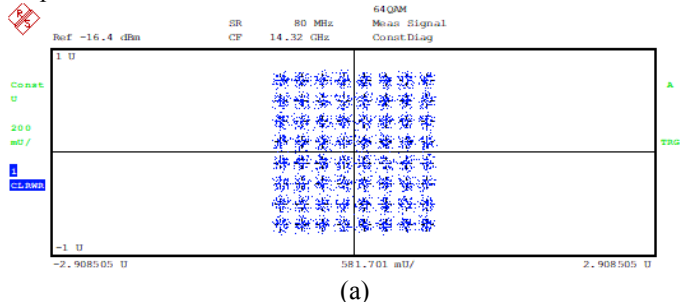 64QAM
SR 80 MHz Meas Signal
Ref -16.4 dBm CF 14.32 GHz ConstDiag
1 U
Const
U
200
mU/
1
CLRWR
A
TRG
-1 U
-2.908505 U 581.701 mU/ 2.908505 U
(a)